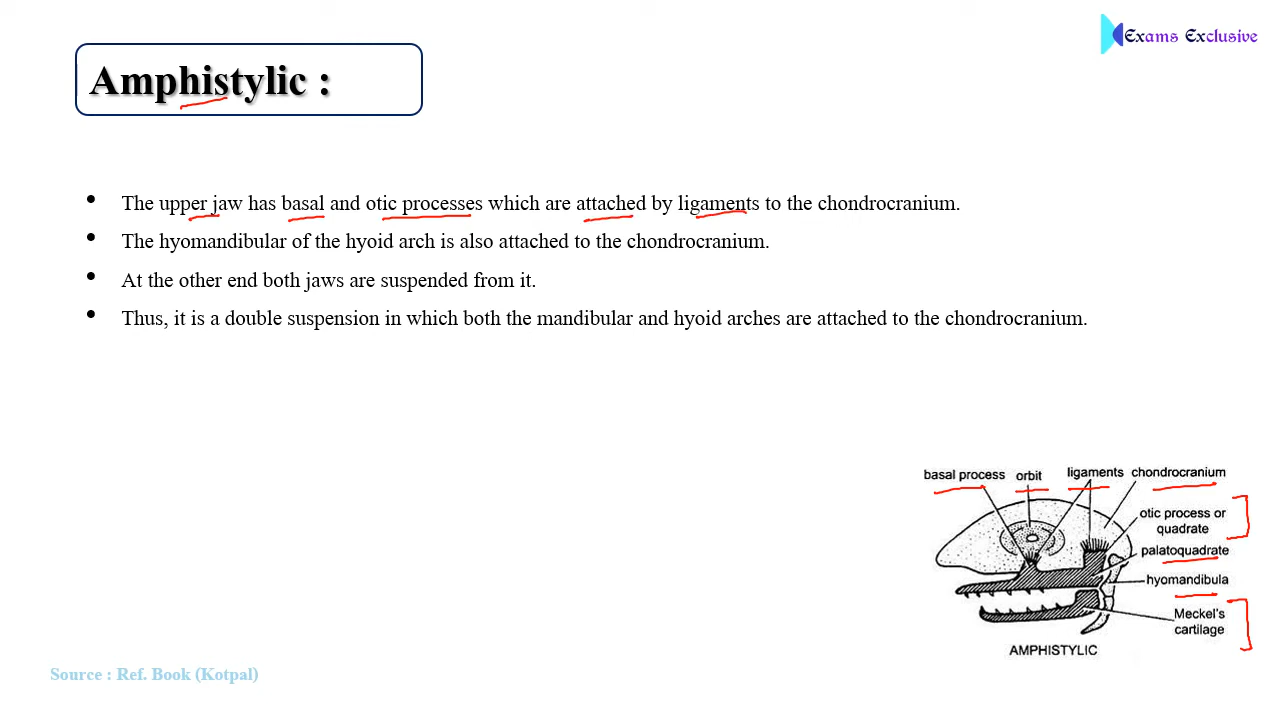 Exams Exclusive
Amphistylic :
• The upper jaw has basal and otic processes which are attached by ligaments to the chondrocranium.
• The hyomandibular of the hyoid arch is also attached to the chondrocranium.
• At the other end both jaws are suspended from it.
• Thus, it is a double suspension in which both the mandibular and hyoid arches are attached to the chondrocranium.
basal process orbit ligaments chondrocranium
otic process or
quadrate
palatoquadrate
hyomandibula
Meckel's
cartilage
AMPHISTYLIC
Source : Ref. Book (Kotpal)